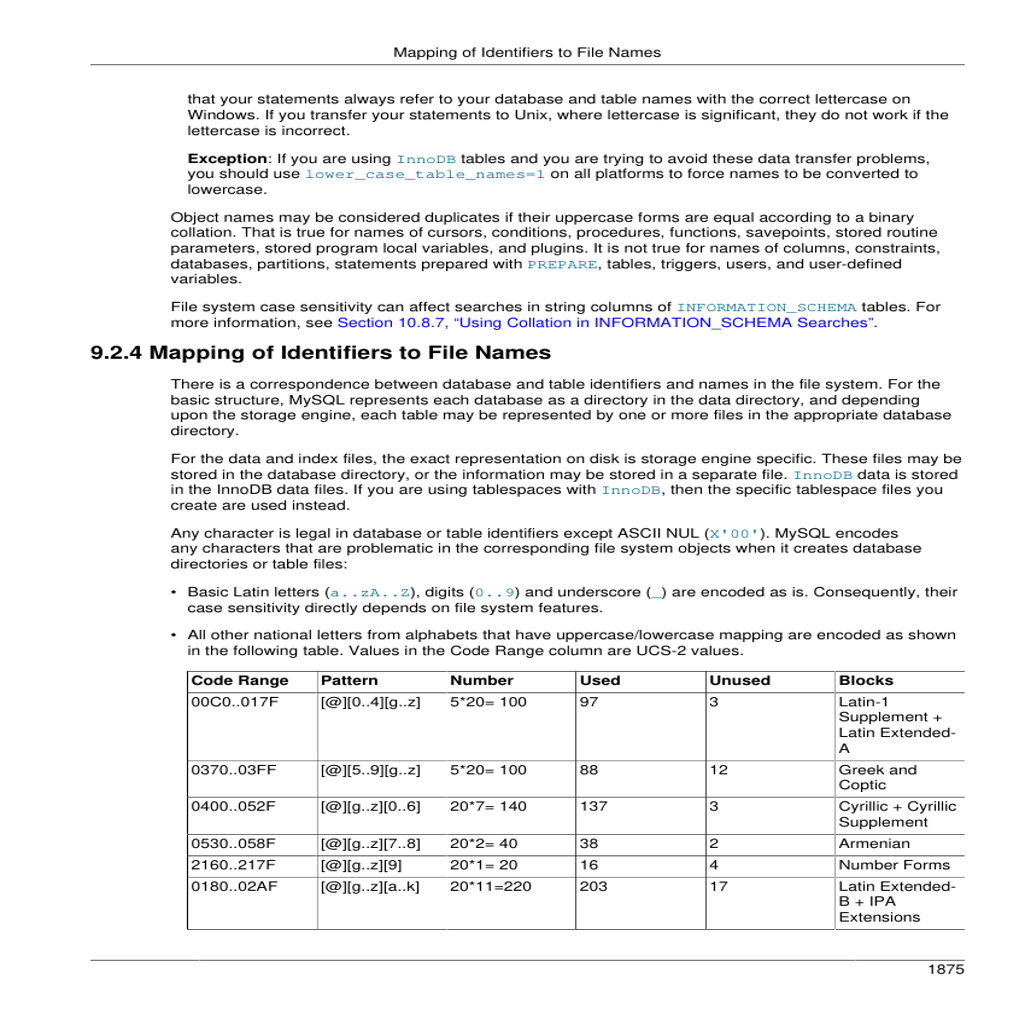 Mapping of Identifiers to File Names
that your statements always refer to your database and table names with the correct lettercase on
Windows. If you transfer your statements to Unix, where lettercase is significant, they do not work if the
lettercase is incorrect.
Exception: If you are using InnoDB tables and you are trying to avoid these data transfer problems,
you should use lower_case_table_names=1 on all platforms to force names to be converted to
lowercase.
Object names may be considered duplicates if their uppercase forms are equal according to a binary
collation. That is true for names of cursors, conditions, procedures, functions, savepoints, stored routine
parameters, stored program local variables, and plugins. It is not true for names of columns, constraints,
databases, partitions, statements prepared with PREPARE, tables, triggers, users, and user-defined
variables.
File system case sensitivity can affect searches in string columns of INFORMATION_SCHEMA tables. For
more information, see Section 10.8.7, “Using Collation in INFORMATION_SCHEMA Searches”.
9.2.4 Mapping of Identifiers to File Names
There is a correspondence between database and table identifiers and names in the file system. For the
basic structure, MySQL represents each database as a directory in the data directory, and depending
upon the storage engine, each table may be represented by one or more files in the appropriate database
directory.
For the data and index files, the exact representation on disk is storage engine specific. These files may be
stored in the database directory, or the information may be stored in a separate file. InnoDB data is stored
in the InnoDB data files. If you are using tablespaces with InnoDB, then the specific tablespace files you
create are used instead.
Any character is legal in database or table identifiers except ASCII NUL (X'00'). MySQL encodes
any characters that are problematic in the corresponding file system objects when it creates database
directories or table files:
• Basic Latin letters (a..zA..Z), digits (0..9) and underscore (_) are encoded as is. Consequently, their
case sensitivity directly depends on file system features.
• All other national letters from alphabets that have uppercase/lowercase mapping are encoded as shown
in the following table. Values in the Code Range column are UCS-2 values.
Code Range Pattern Number Used Unused Blocks
00C0..017F [@][0..4][g..z] 5*20= 100 97 3 Latin-1
Supplement +
Latin Extended-
A
0370..03FF [@][5..9][g..z] 5*20= 100 88 12 Greek and
Coptic
0400..052F [@][g..z][0..6] 20*7= 140 137 3 Cyrillic + Cyrillic
Supplement
0530..058F [@][g..z][7..8] 20*2= 40 38 2 Armenian
2160..217F [@][g..z][9] 20*1= 20 16 4 Number Forms
0180..02AF [@][g..z][a..k] 20*11=220 203 17 Latin Extended-
B + IPA
Extensions
1875